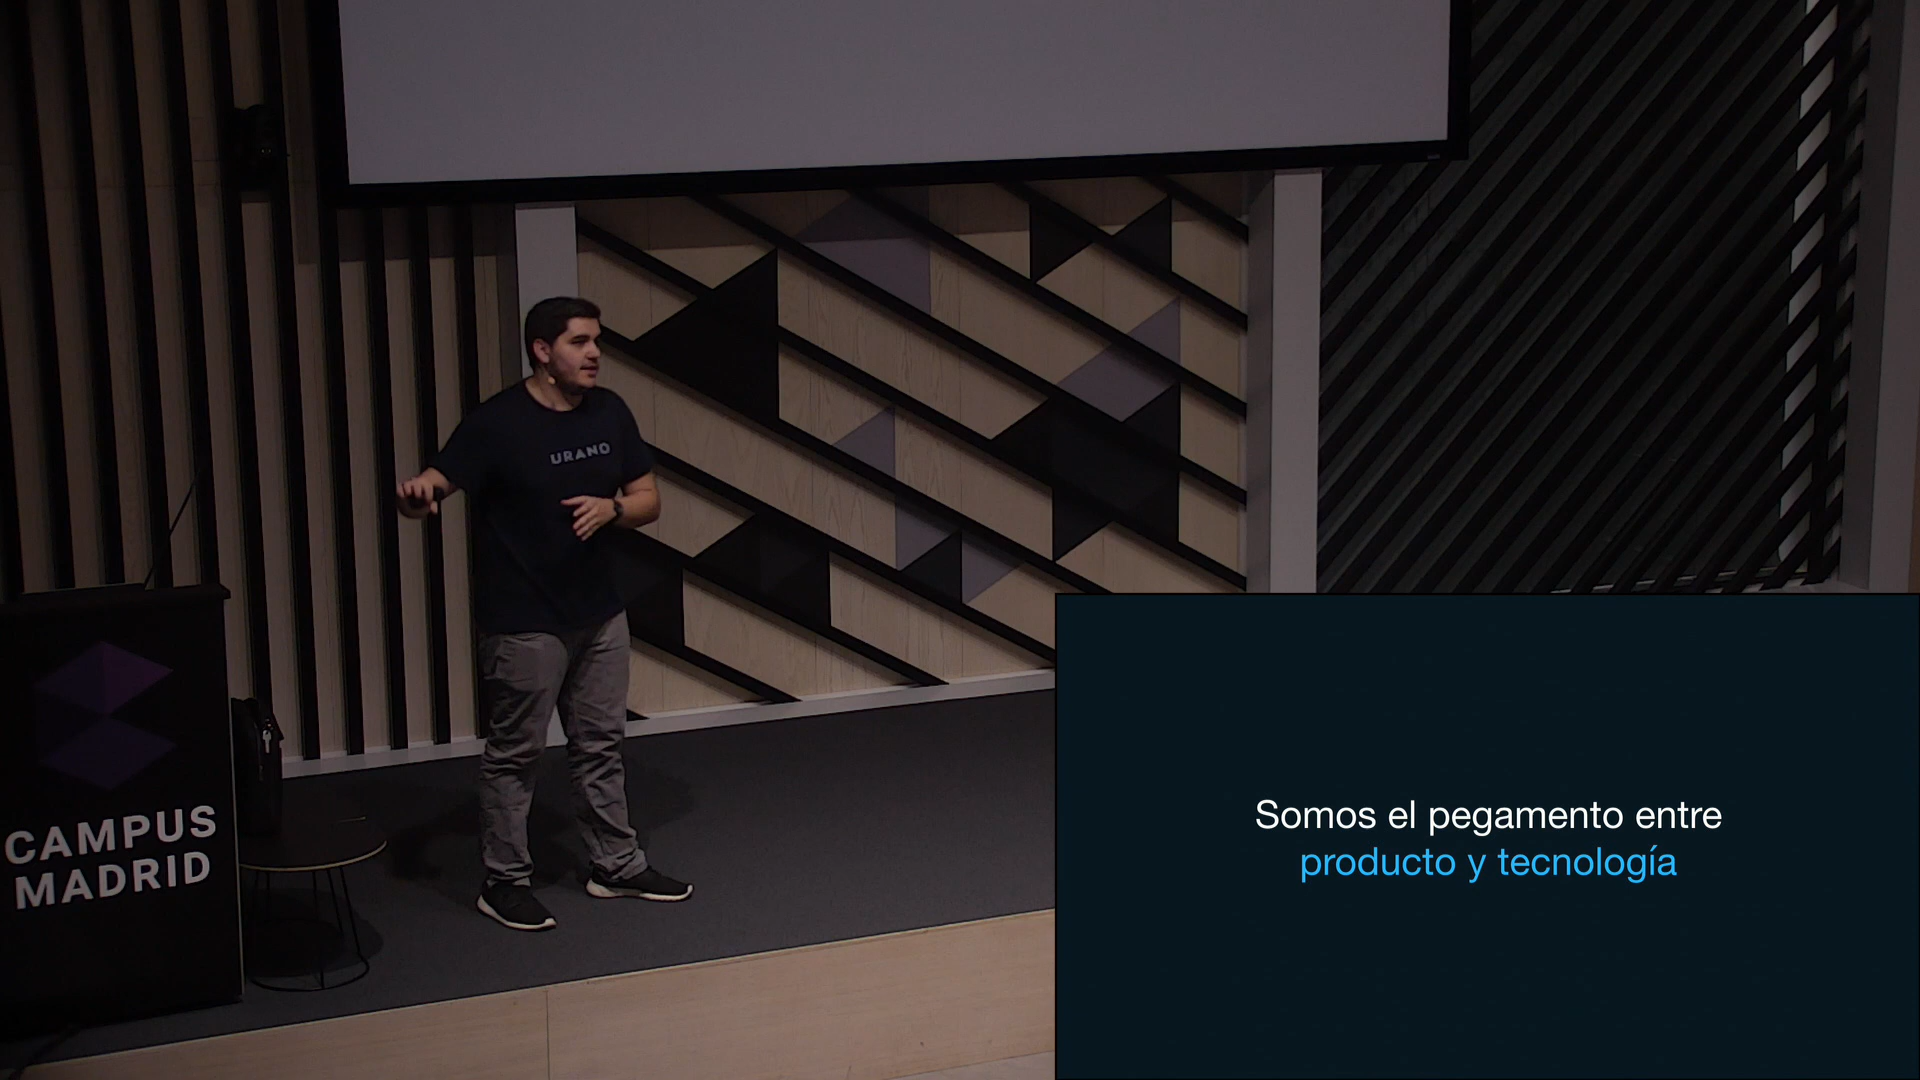 URANO
CAMPUS
MADRID
Somos el pegamento entre
producto y tecnología